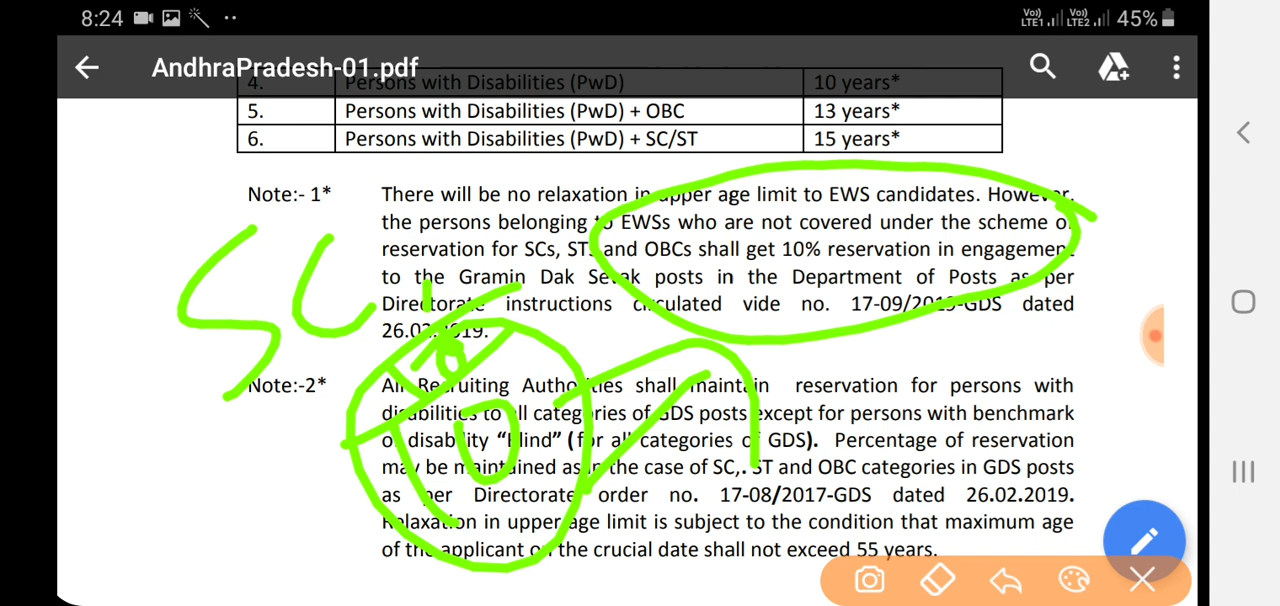 8:24 Vo) LTE1 Vo) LTE2 45%
AndhraPradesh-01.pdf
4. Persons with Disabilities (PwD) 10 years*
5. Persons with Disabilities (PwD) + OBC 13 years*
6. Persons with Disabilities (PwD) + SC/ST 15 years*
Note:- 1* There will be no relaxation in upper age limit to EWS candidates. However,
the persons belonging to EWSs who are not covered under the scheme of
reservation for SCs, STs and OBCs shall get 10% reservation in engagement
to the Gramin Dak Sevak posts in the Department of Posts as per
Directorate instructions circulated vide no. 17-09/2019-GDS dated
26.02.2019.
SC
Note:-2* All Recruiting Authorities shall maintain reservation for persons with
disabilities to all categories of GDS posts except for persons with benchmark
of disability “Blind” (for all categories of GDS). Percentage of reservation
may be maintained as in the case of SC,. ST and OBC categories in GDS posts
as per Directorate order no. 17-08/2017-GDS dated 26.02.2019.
Relaxation in upper age limit is subject to the condition that maximum age
of the applicant on the crucial date shall not exceed 55 years.